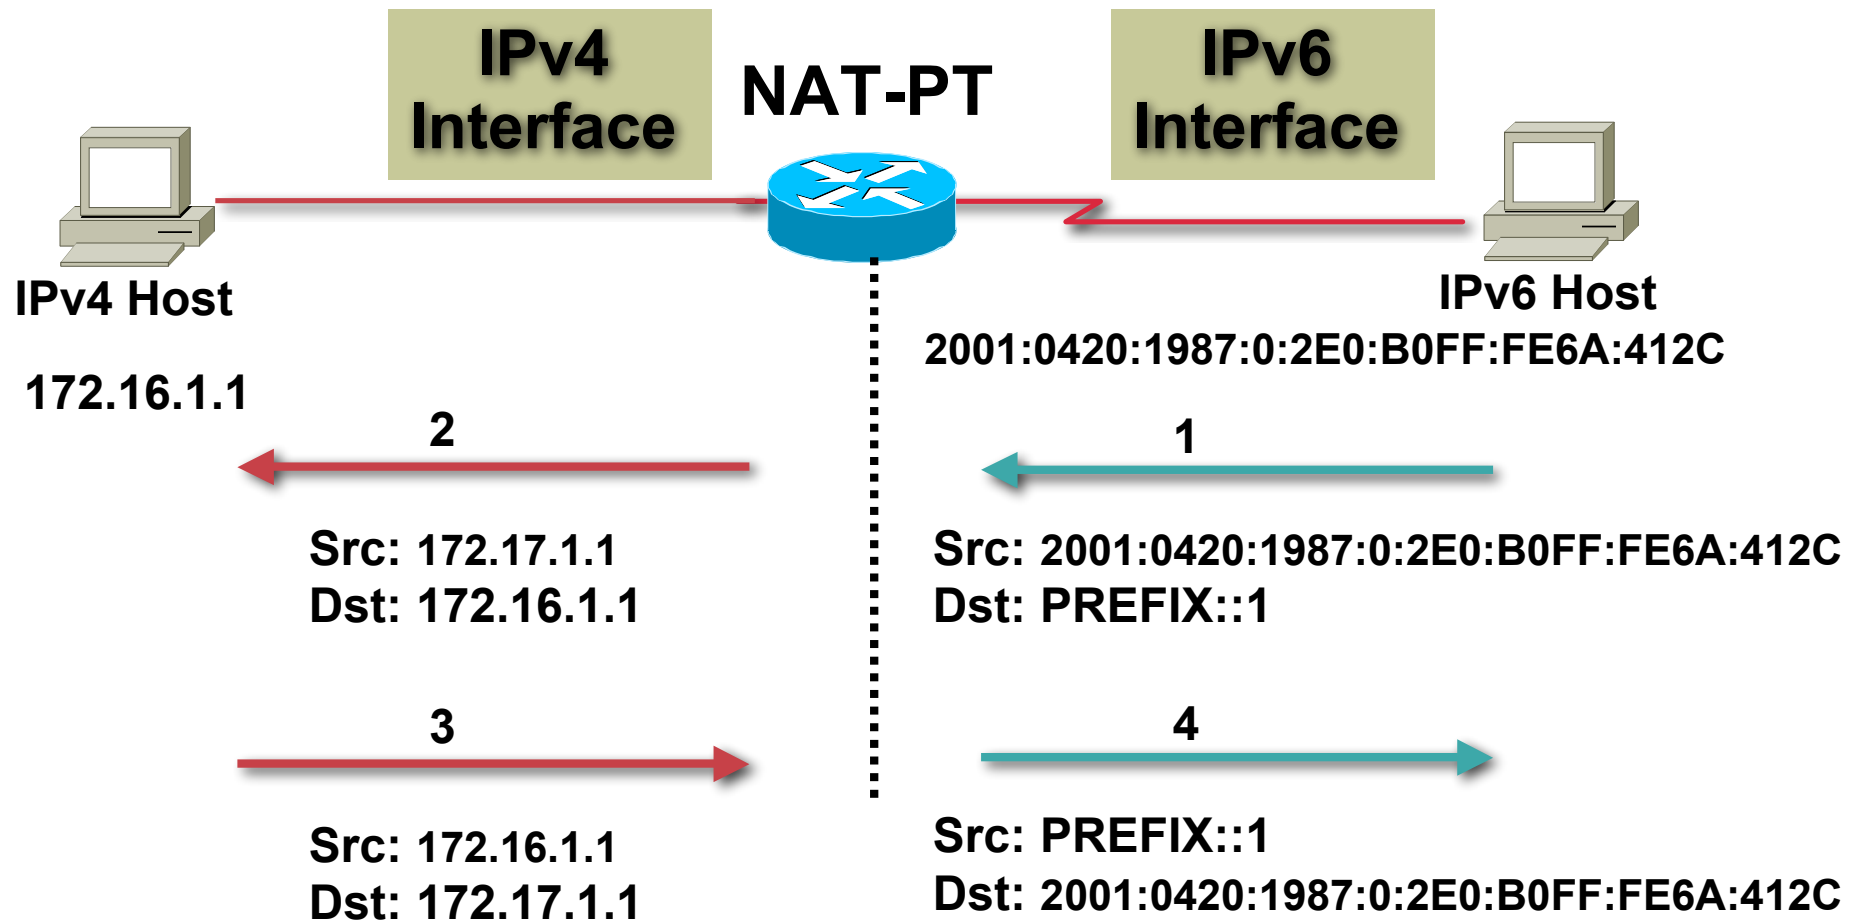 IPv4
Interface
NAT-PT
IPv6
Interface
IPv4 Host
172.16.1.1
IPv6 Host
2001:0420:1987:0:2E0:B0FF:FE6A:412C
2
1
Src: 172.17.1.1
Dst: 172.16.1.1
Src: 2001:0420:1987:0:2E0:B0FF:FE6A:412C
Dst: PREFIX::1
3
4
Src: 172.16.1.1
Dst: 172.17.1.1
Src: PREFIX::1
Dst: 2001:0420:1987:0:2E0:B0FF:FE6A:412C